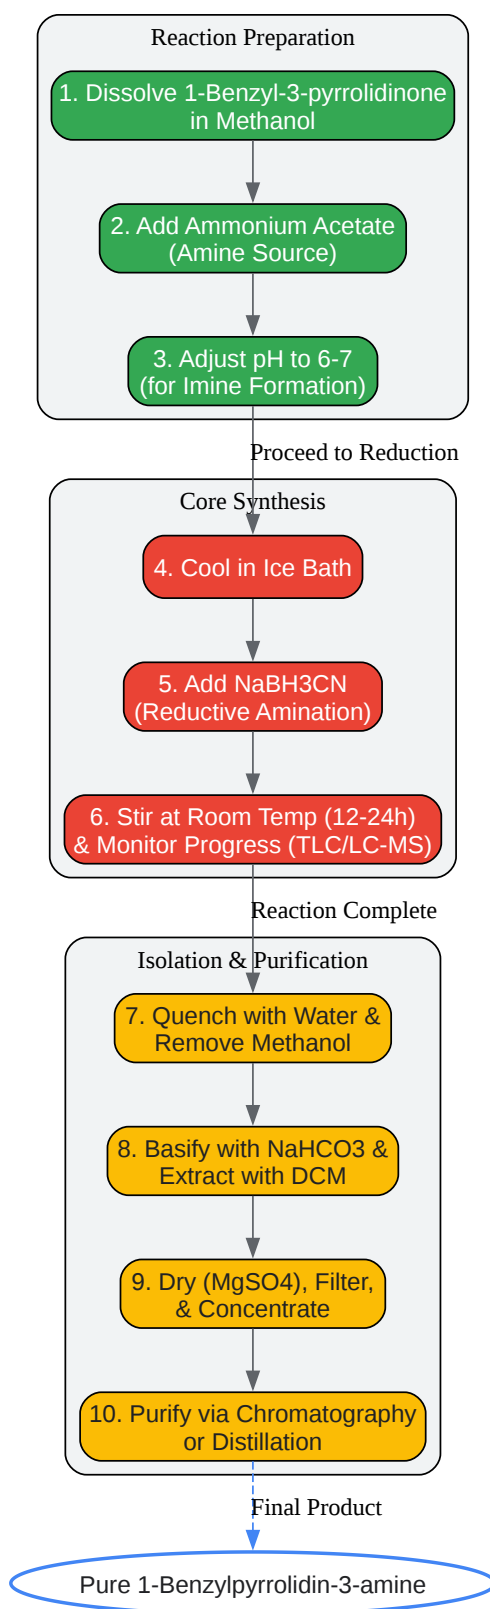 Reaction Preparation
1. Dissolve 1-Benzyl-3-pyrrolidinone
in Methanol
2. Add Ammonium Acetate
(Amine Source)
3. Adjust pH to 6-7
(for Imine Formation)
Proceed to Reduction
Core Synthesis
4. Cool in Ice Bath
5. Add NaBH3CN
(Reductive Amination)
6. Stir at Room Temp (12-24h)
& Monitor Progress (TLC/LC-MS)
Reaction Complete
Isolation & Purification
7. Quench with Water &
Remove Methanol
8. Basify with NaHCO3 &
Extract with DCM
9. Dry (MgSO4), Filter,
& Concentrate
10. Purify via Chromatography
or Distillation
Final Product
Pure 1-Benzylpyrrolidin-3-amine